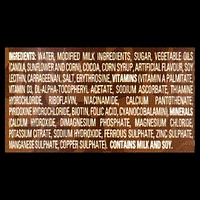 INGREDIENTS: WATER, MODIFIED MILK INGREDIENTS, SUGAR, VEGETABLE OILS
(CANOLA, SUNFLOWER AND CORN), COCOA, CORN SYRUP, ARTIFICIAL FLAVOUR, SOY
LECITHIN, CARRAGEENAN, SALT, ERYTHROSINE, VITAMINS (VITAMIN A PALMITATE,
VITAMIN D3, DL-ALPHA-TOCOPHERYL ACETATE, SODIUM ASCORBATE, THIAMINE
HYDROCHLORIDE, RIBOFLAVIN, NIACINAMIDE, CALCIUM PANTOTHENATE,
PYRIDOXINE HYDROCHLORIDE, BIOTIN, FOLIC ACID, CYANOCOBALAMIN), MINERALS
(CALCIUM HYDROXIDE, DIMAGNESIUM PHOSPHATE, MAGNESIUM CHLORIDE,
POTASSIUM CITRATE, SODIUM HYDROXIDE, FERROUS SULPHATE, ZINC SULPHATE,
MANGANESE SULPHATE, COPPER SULPHATE). CONTAINS MILK AND SOY.